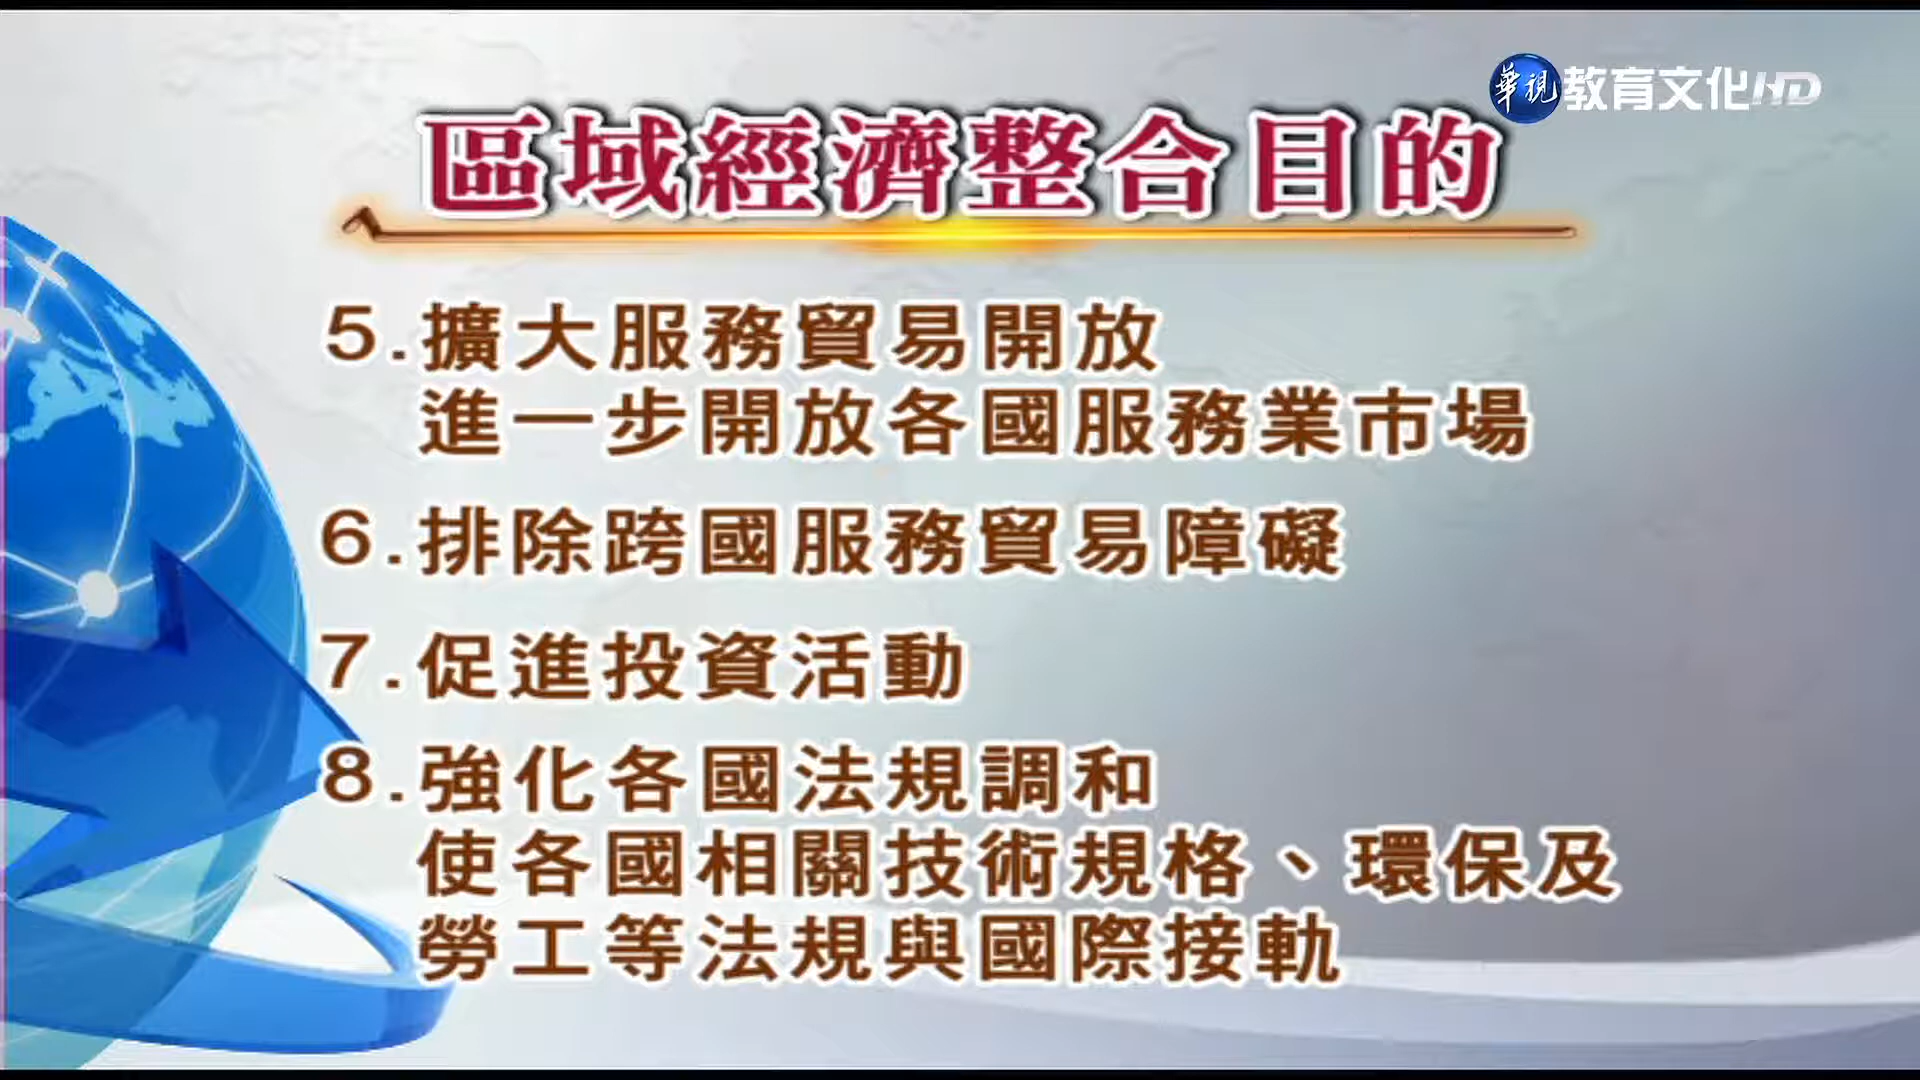 華視 教育文化HD
區域經濟整合目的
5.擴大服務貿易開放
進一步開放各國服務業市場
6.排除跨國服務貿易障礙
7.促進投資活動
8.強化各國法規調和
使各國相關技術規格、環保及
勞工等法規與國際接軌